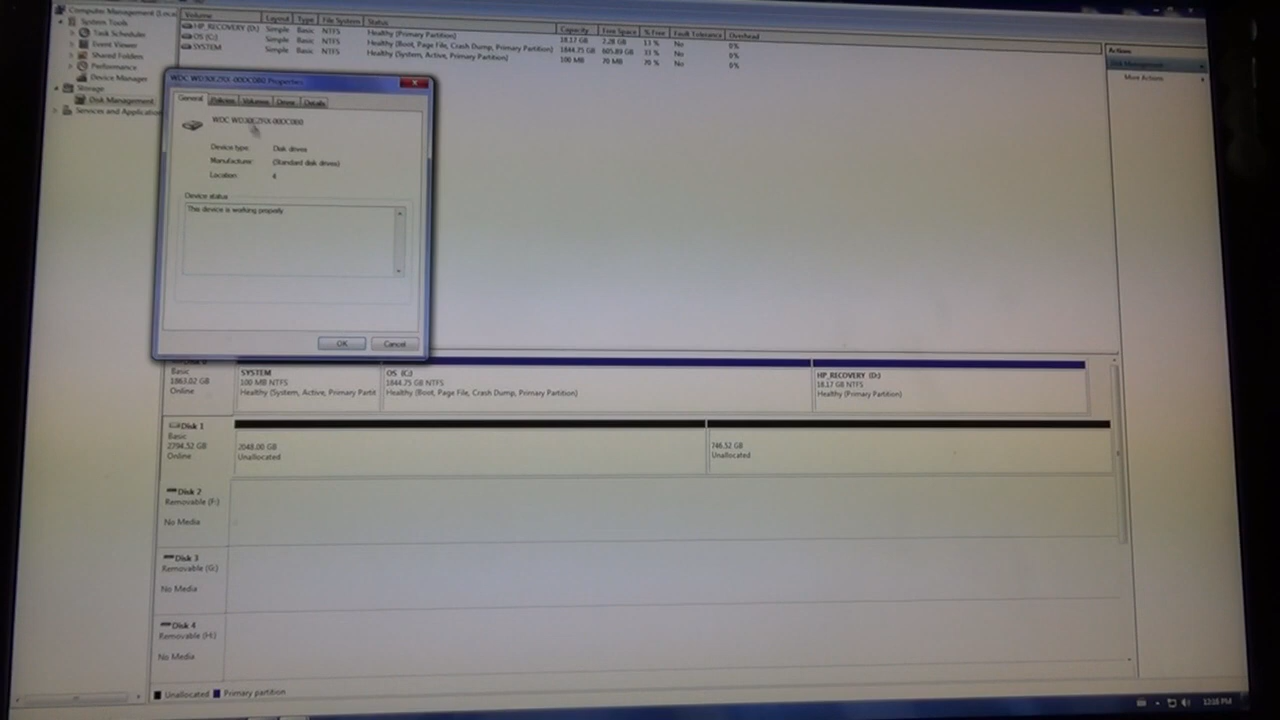 Computer Management (Local
System Tools
Task Scheduler
Event Viewer
Shared Folders
Performance
Device Manager
Storage
Disk Management
Services and Application
Volume Layout Type File System Status Capacity Free Space % Free Fault Tolerance Overhead
HP_RECOVERY (D:) Simple Basic NTFS Healthy (Primary Partition) 18.17 GB 2.28 GB 13 % No 0%
OS (C:) Simple Basic NTFS Healthy (Boot, Page File, Crash Dump, Primary Partition) 1844.75 GB 605.89 GB 33 % No 0%
SYSTEM Simple Basic NTFS Healthy (System, Active, Primary Partition) 100 MB 70 MB 70 % No 0%
Actions
Disk Management
More Actions
Properties
General Policies Volumes Driver Details
Device type: Disk drives
Manufacturer: (Standard disk drives)
Location: 4
Device status
This device is working properly.
OK Cancel
Basic
1863.02 GB
Online
SYSTEM
100 MB NTFS
Healthy (System, Active, Primary Partit
OS (C:)
1844.75 GB NTFS
Healthy (Boot, Page File, Crash Dump, Primary Partition)
HP_RECOVERY (D:)
18.17 GB NTFS
Healthy (Primary Partition)
Disk 1
Basic
2794.52 GB
Online
2048.00 GB
Unallocated
746.52 GB
Unallocated
Disk 2
Removable (F:)
No Media
Disk 3
Removable (G:)
No Media
Disk 4
Removable (H:)
No Media
Unallocated Primary partition
12:16 PM